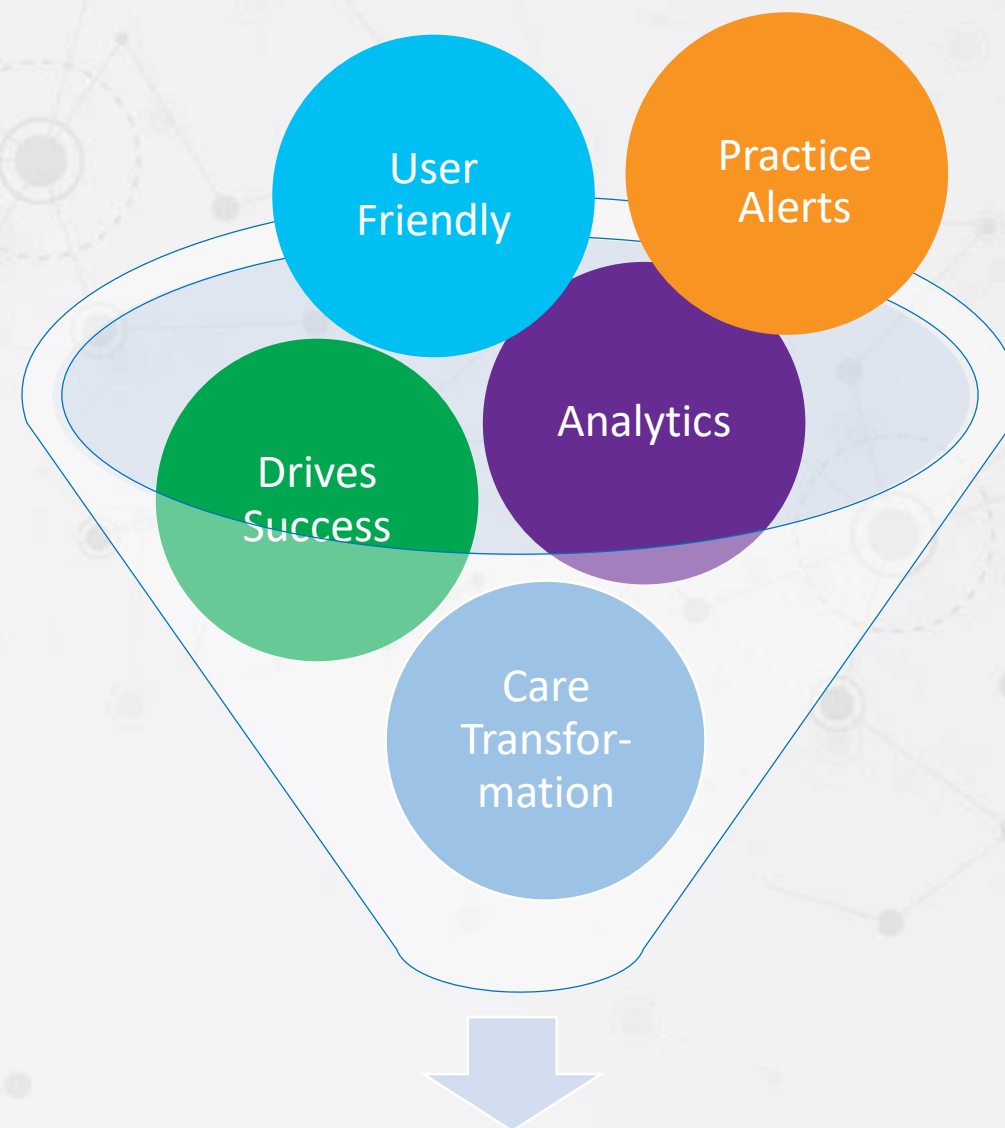 User
Friendly
Practice
Alerts
Analytics
Drives
Success
Care
Transfor-
mation